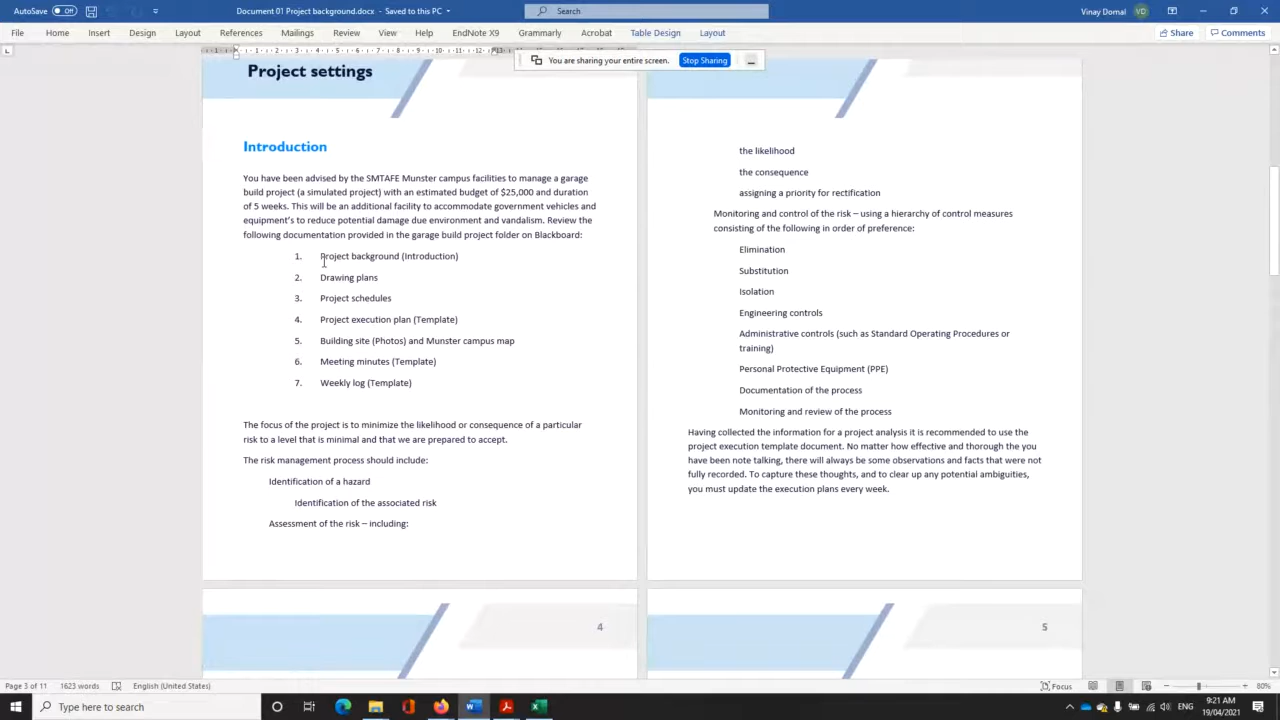 AutoSave Off
Document.01.docx - Saved to this PC
Search
Vinay Domal VD
File Home Insert Design Layout References Mailings Review View Help EndNote X9 Grammarly Acrobat Table Design Layout
Share Comments
You are sharing your entire screen. Stop Sharing
Project settings
Introduction
You have been advised by the SMTAFE Munster campus facilities to manage a garage
build project (a simulated project) with an estimated budget of $25,000 and duration
of 5 weeks. This will be an additional facility to accommodate government vehicles and
equipment's to reduce potential damage due environment and vandalism. Review the
following documentation provided in the garage build project folder on Blackboard:
1. Project background (Introduction)
2. Drawing plans
3. Project schedules
4. Project execution plan (Template)
5. Building site (Photos) and Munster campus map
6. Meeting minutes (Template)
7. Weekly log (Template)
The focus of the project is to minimize the likelihood or consequence of a particular
risk to a level that is minimal and that we are prepared to accept.
The risk management process should include:
Identification of a hazard
Identification of the associated risk
Assessment of the risk – including:
the likelihood
the consequence
assigning a priority for rectification
Monitoring and control of the risk – using a hierarchy of control measures
consisting of the following in order of preference:
Elimination
Substitution
Isolation
Engineering controls
Administrative controls (such as Standard Operating Procedures or
training)
Personal Protective Equipment (PPE)
Documentation of the process
Monitoring and review of the process
Having collected the information for a project analysis it is recommended to use the
project execution template document. No matter how effective and thorough the you
have been note talking, there will always be some observations and facts that were not
fully recorded. To capture these thoughts, and to clear up any potential ambiguities,
you must update the execution plans every week.
4
5
Page 3 of 11 1623 words English (United States)
Focus
80%
Type here to search
ENG
9:21 AM
19/04/2021